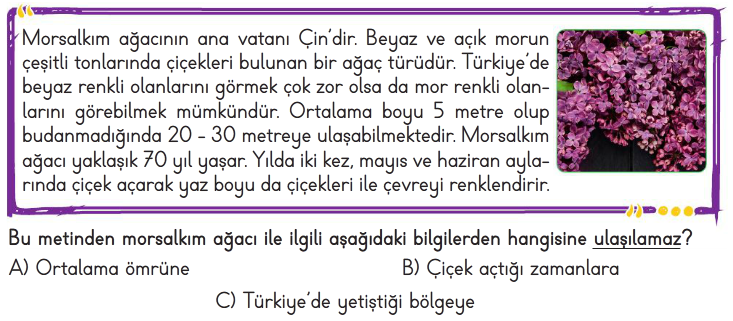 Morsalkım ağacının ana vatanı Çin'dir. Beyaz ve açık morun
çeşitli tonlarında çiçekleri bulunan bir ağaç türüdür. Türkiye'de
beyaz renkli olanlarını görmek çok zor olsa da mor renkli olan-
larını görebilmek mümkündür. Ortalama boyu 5 metre olup
budanmadığında 20 - 30 metreye ulaşabilmektedir. Morsalkım
ağacı yaklaşık 70 yıl yaşar. Yılda iki kez, mayıs ve haziran ayla-
rında çiçek açarak yaz boyu da çiçekleri ile çevreyi renklendirir.
Bu metinden morsalkım ağacı ile ilgili aşağıdaki bilgilerden hangisine ulaşılamaz?
A) Ortalama ömrüne B) Çiçek açtığı zamanlara
C) Türkiye'de yetiştiği bölgeye